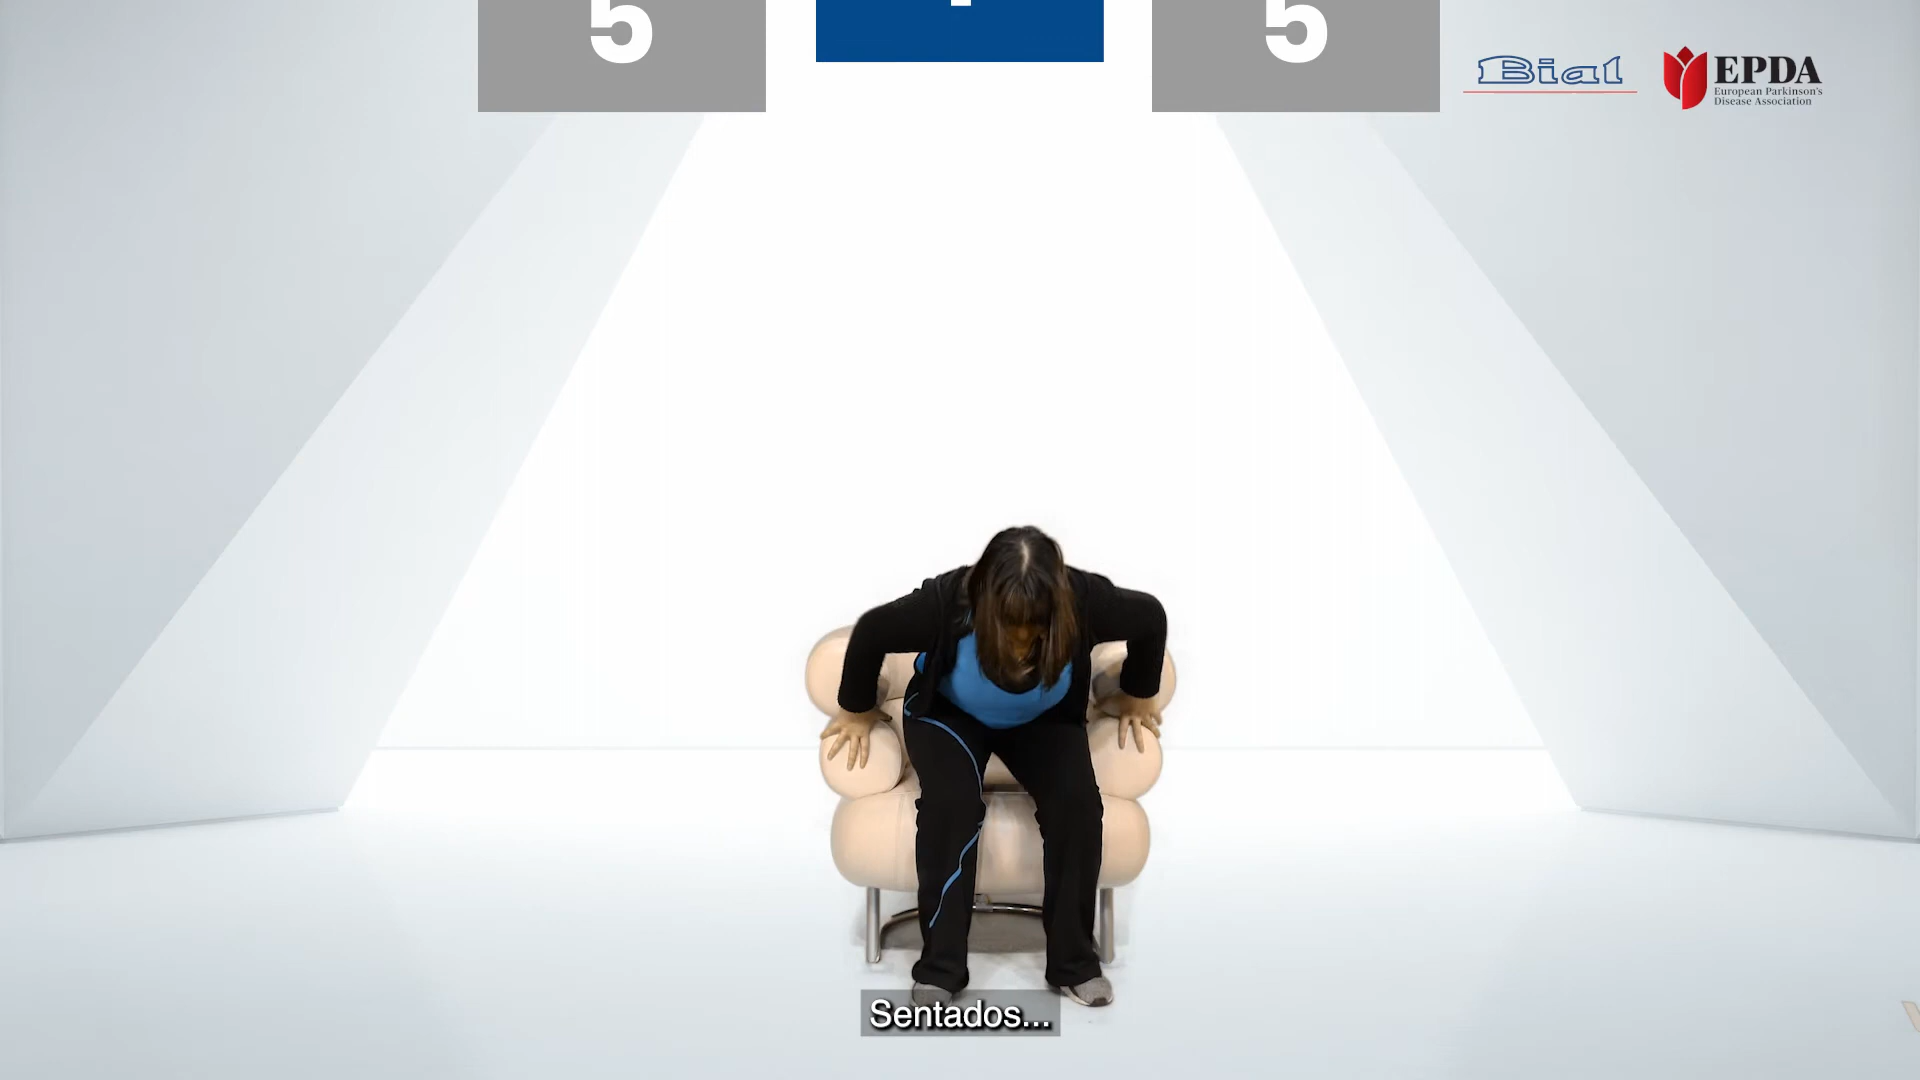 5
5
Bial
EPDA
European Parkinson's
Disease Association
Sentados...